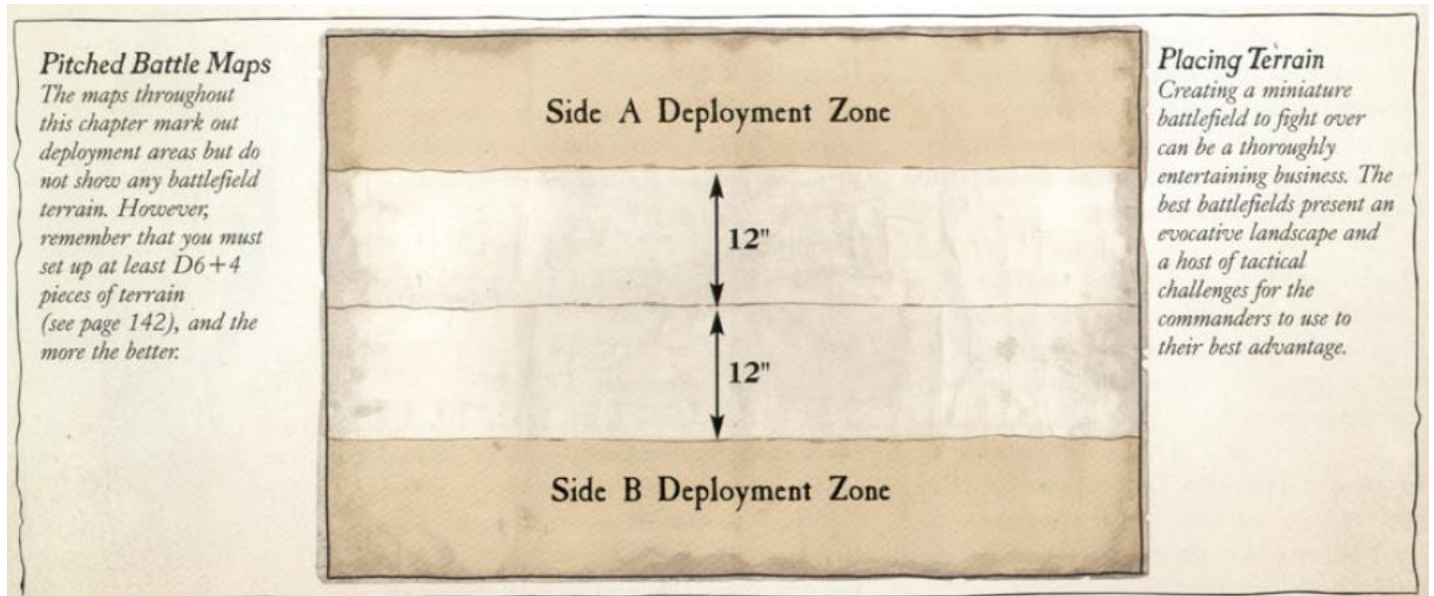 Pitched Battle Maps
The maps throughout
this chapter mark out
deployment areas but do
not show any battlefield
terrain. However,
remember that you must
set up at least D6+4
pieces of terrain
(see page 142), and the
more the better.
Side A Deployment Zone
12"
12"
Side B Deployment Zone
Placing Terrain
Creating a miniature
battlefield to fight over
can be a thoroughly
entertaining business. The
best battlefields present an
evocative landscape and
a host of tactical
challenges for the
commanders to use to
their best advantage.